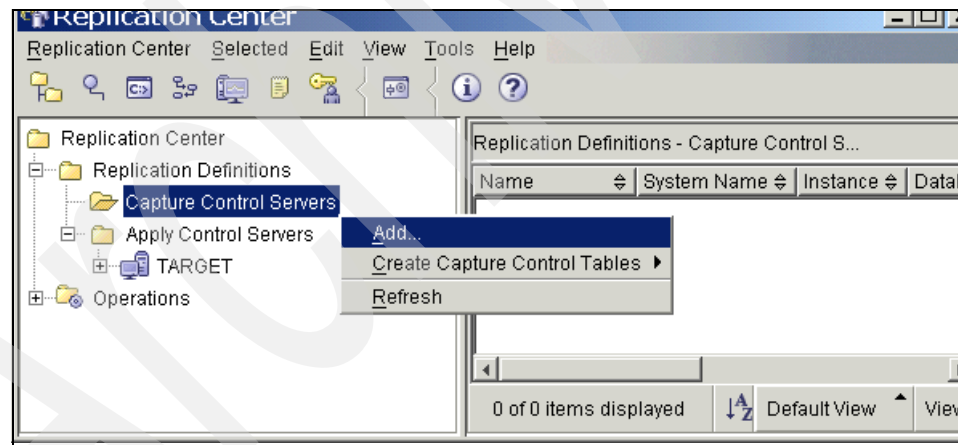 Replication Center
Replication Center Selected Edit View Tools Help
C:>
Replication Center
Replication Definitions
Capture Control Servers
Apply Control Servers
TARGET
Operations
Add...
Create Capture Control Tables
Refresh
Replication Definitions - Capture Control S...
Name System Name Instance
0 of 0 items displayed
A
Z
Default View
View